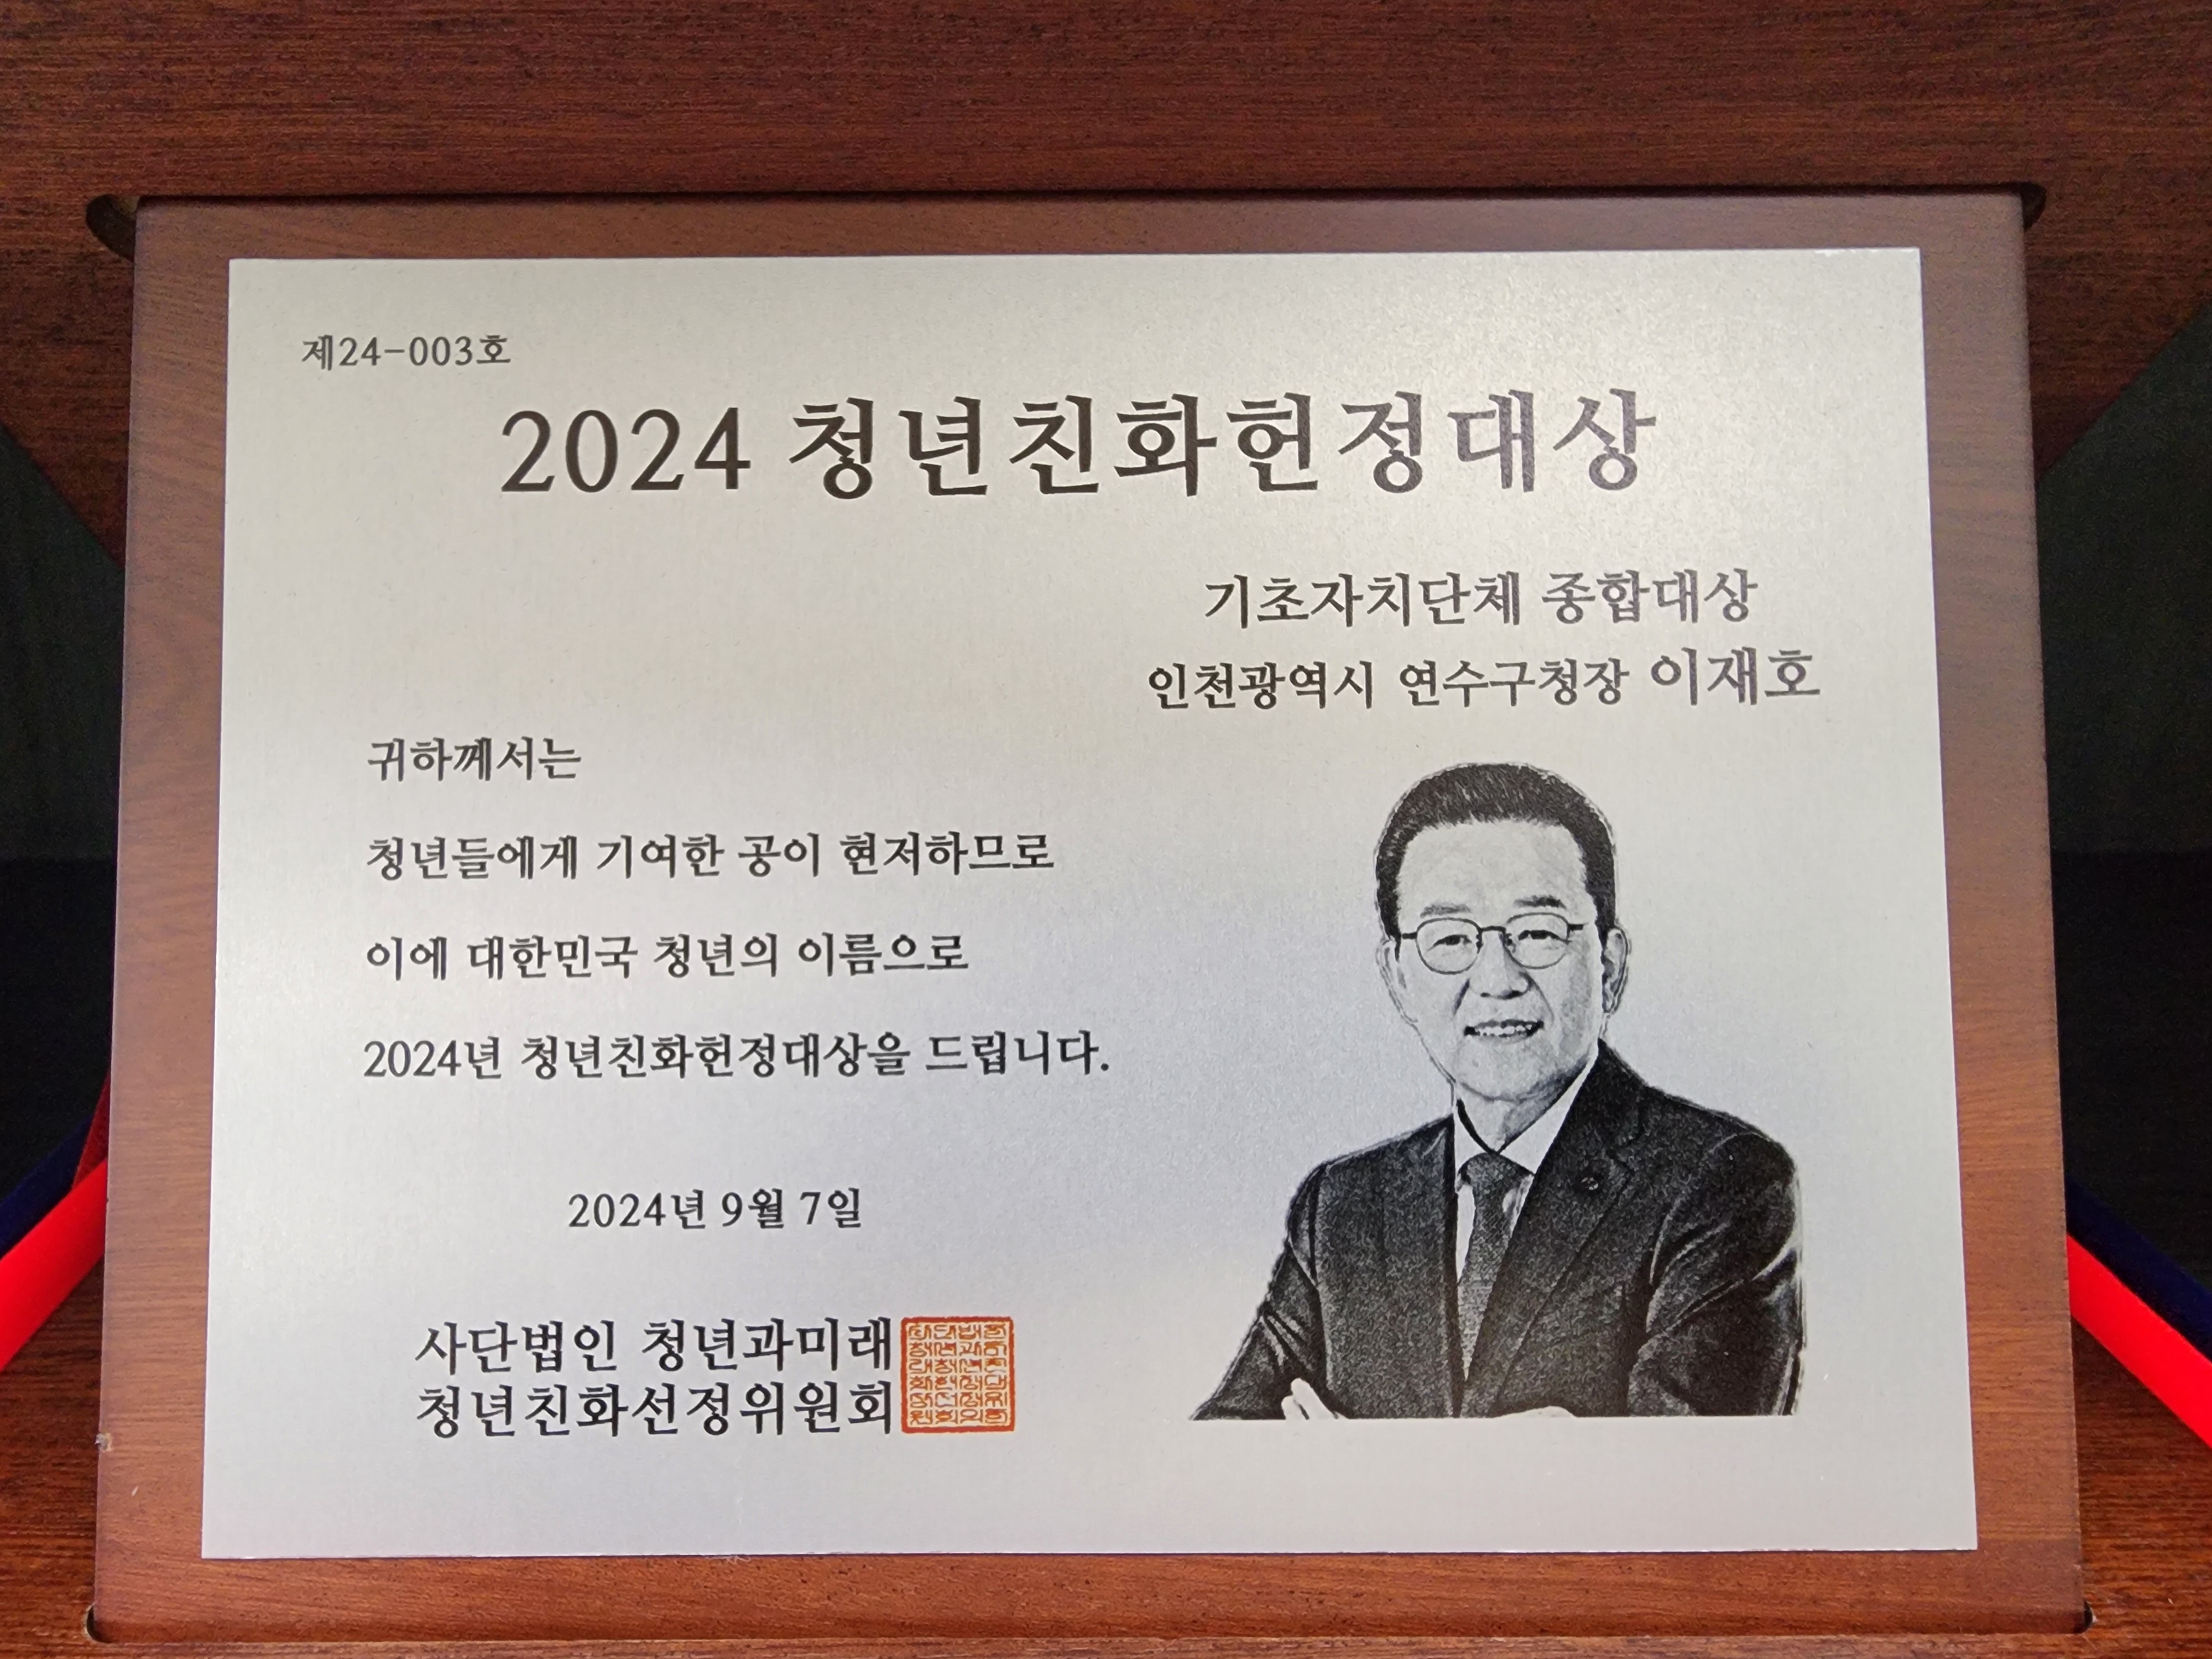 제24-003호
2024 청년친화헌정대상
기초자치단체 종합대상
인천광역시 연수구청장 이재호
귀하께서는
청년들에게 기여한 공이 현저하므로
이에 대한민국 청년의 이름으로
2024년 청년친화헌정대상을 드립니다.
2024년 9월 7일
사단법인 청년과미래
청년친화선정위원회